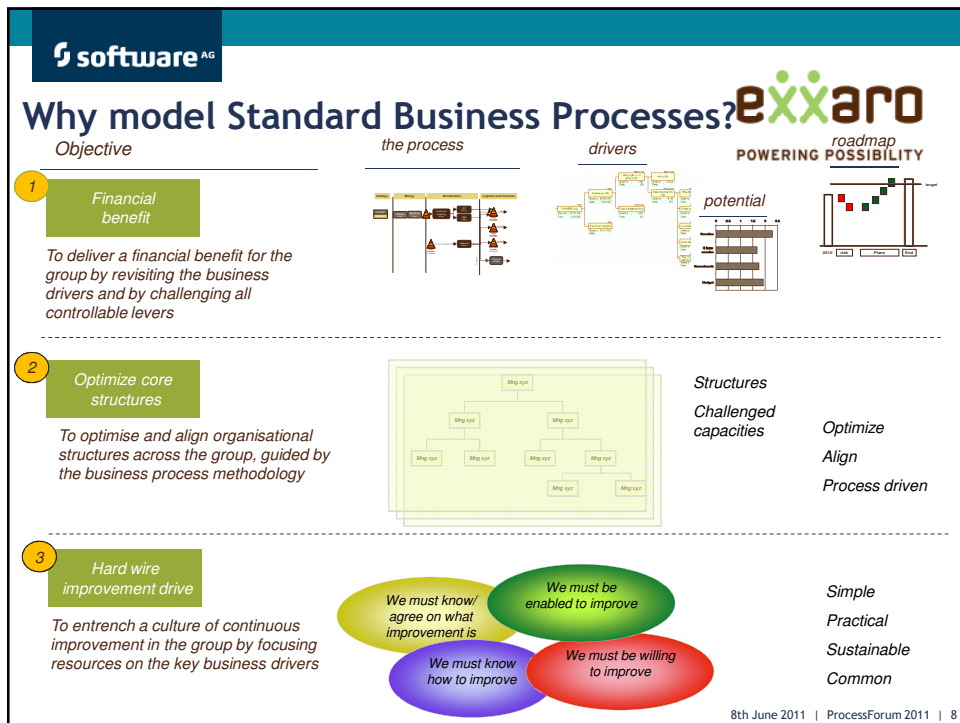 software AG
Why model Standard Business Processes?
exxaro
POWERING POSSIBILITY
Objective
the process
drivers
roadmap
potential
1
Financial
benefit
To deliver a financial benefit for the
group by revisiting the business
drivers and by challenging all
controllable levers
target
2010
risk
Plans
End
2
Optimize core
structures
To optimise and align organisational
structures across the group, guided by
the business process methodology
Mng xyz
Mng xyz
Mng xyz
Mng xyz
Mng xyz
Mng xyz
Mng xyz
Mng xyz
Mng xyz
Structures
Challenged
capacities
Optimize
Align
Process driven
3
Hard wire
improvement drive
To entrench a culture of continuous
improvement in the group by focusing
resources on the key business drivers
We must know/
agree on what
improvement is
We must be
enabled to improve
We must know
how to improve
We must be willing
to improve
Simple
Practical
Sustainable
Common
8th June 2011 | ProcessForum 2011 | 8